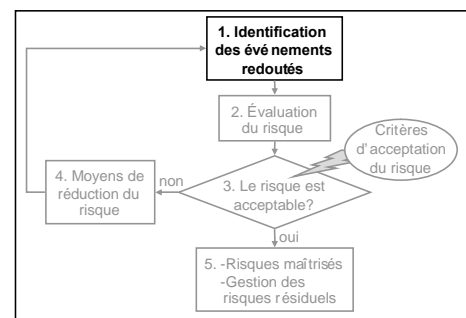 1. Identification
des évé nements
redoutés
2. Évaluation
du risque
Critères
d'acceptation
du risque
4. Moyens de
réduction du
risque
non
3. Le risque est
acceptable?
oui
5. -Risques maîtrisés
-Gestion des
risques résiduels